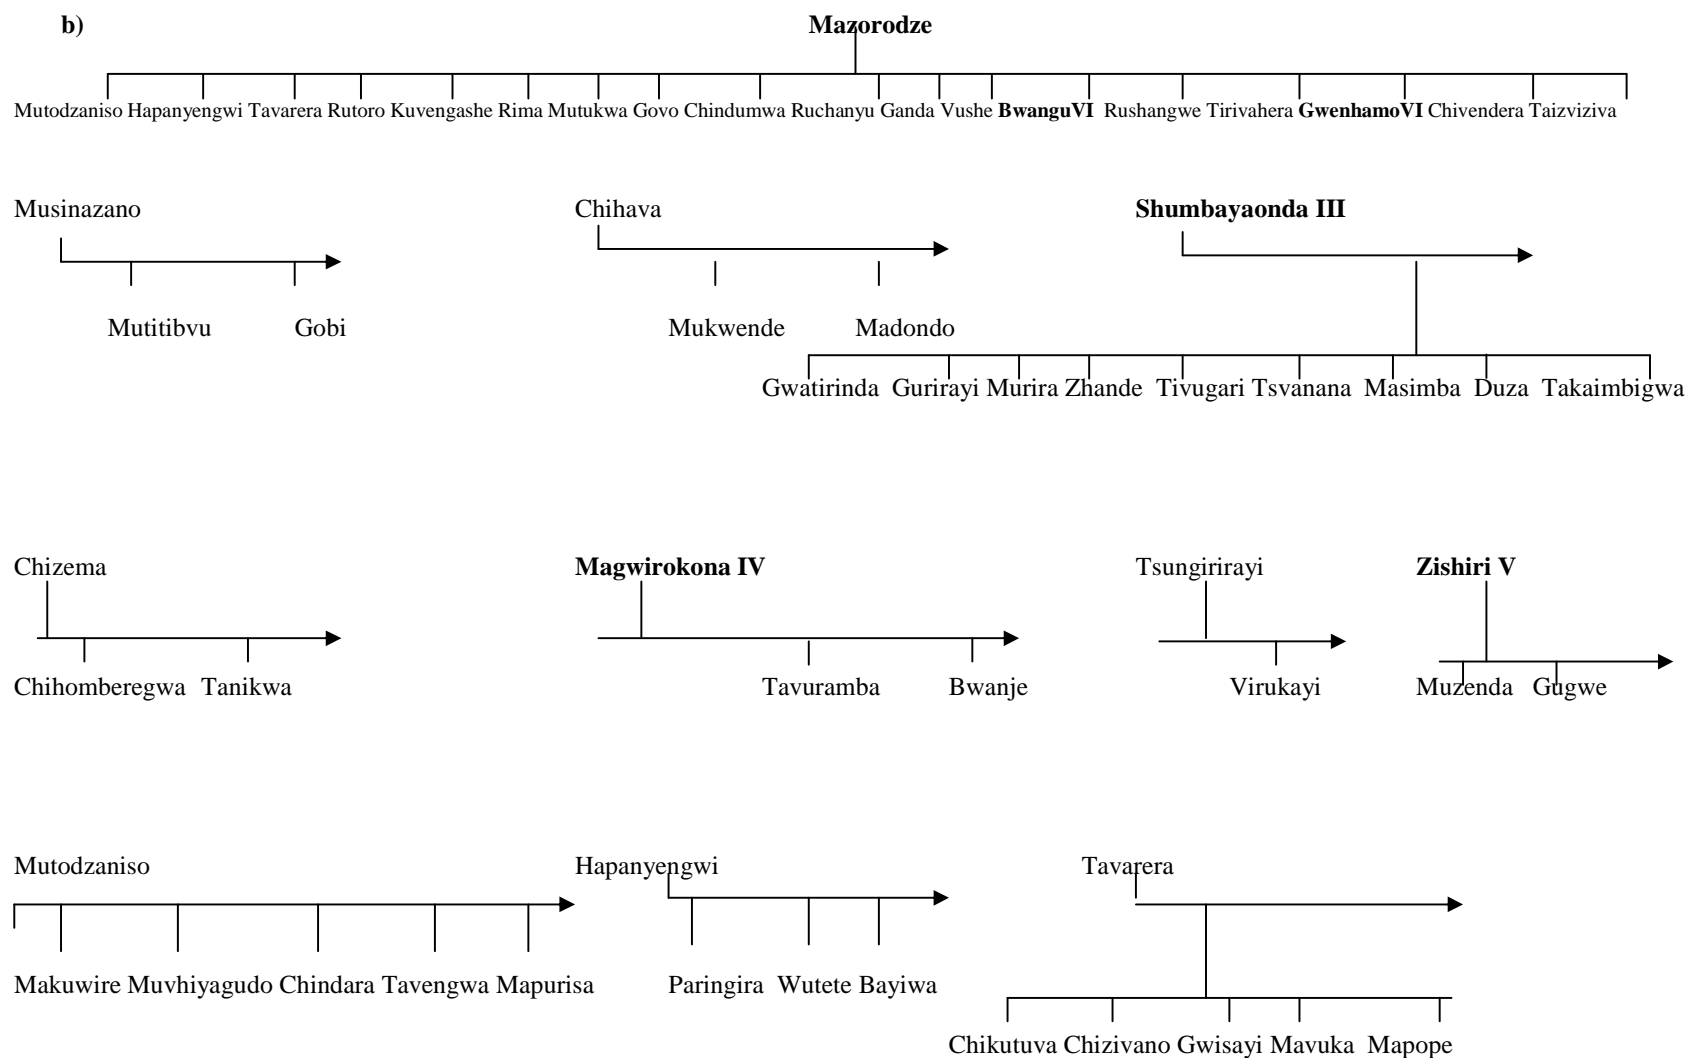 b) Mazorodze
Mutodzaniso Hapanyengwi Tavarera Rutoro Kuvengashe Rima Mutukwa Govo Chindumwa Ruchanyu Ganda Vushe BwanguVI Rushangwe Tirivahera GwenhamoVI Chivendera Taizviziva
Musinazano Chihava Shumbayaonda III
Mutitibvu Gobi Mukwende Madondo
Gwatirinda Gurirayi Murira Zhande Tivugari Tsvanana Masimba Duza Takaimbigwa
Chizema Magwirokona IV Tsungirirayi Zishiri V
Chihomberegwa Tanikwa Tavuramba Bwanje Virukayi Muzenda Gugwe
Mutodzaniso Hapanyengwi Tavarera
Makuwire Muvhiyagudo Chindara Tavengwa Mapurisa Paringira Wutete Bayiwa
Chikutuva Chizivano Gwisayi Mavuka Mapope